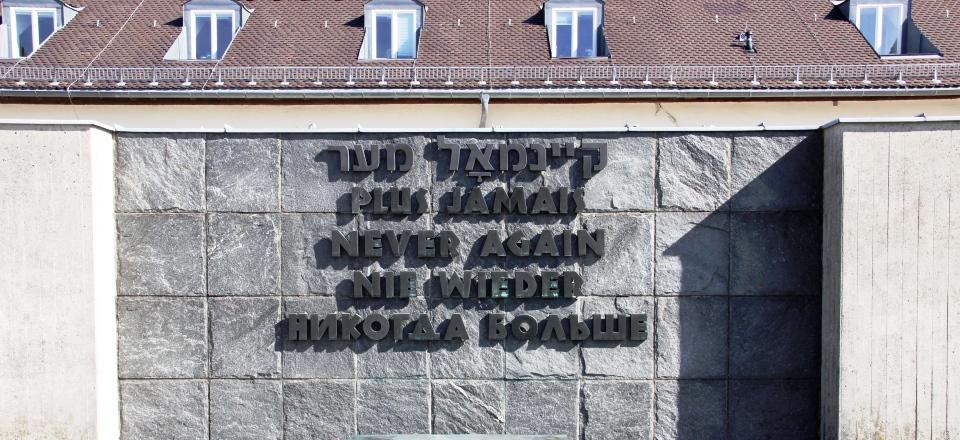 קיינמאָל מער
PLUS JAMAIS
NEVER AGAIN
NIE WIEDER
НИКОГДА БОЛЬШЕ